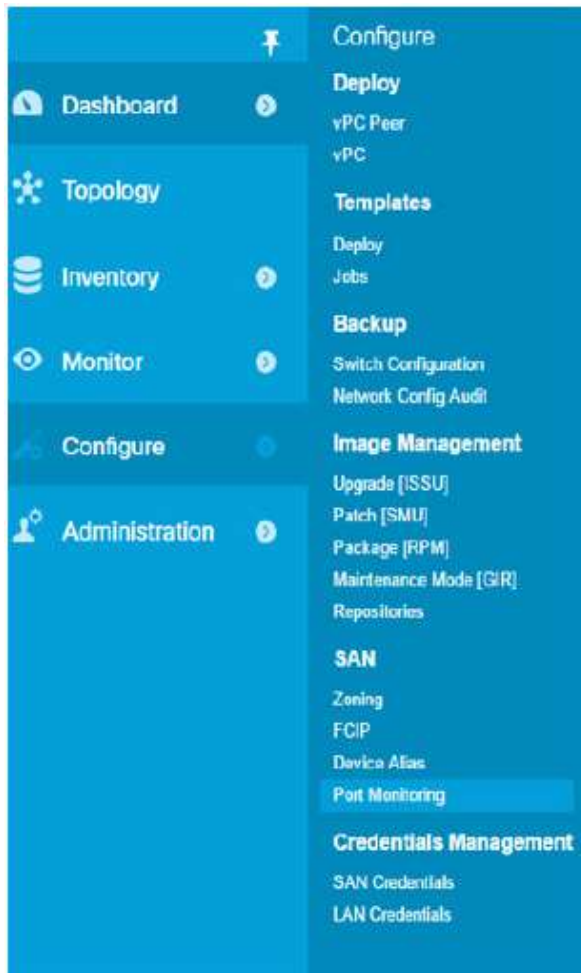 Dashboard
Topology
Inventory
Monitor
Configure
Administration
Configure
Deploy
vPC Peer
vPC
Templates
Deploy
Jobs
Backup
Switch Configuration
Network Config Audit
Image Management
Upgrade [ISSU]
Patch [SMU]
Package [RPM]
Maintenance Mode [GIR]
Repositories
SAN
Zoning
FCIP
Device Alias
Port Monitoring
Credentials Management
SAN Credentials
LAN Credentials